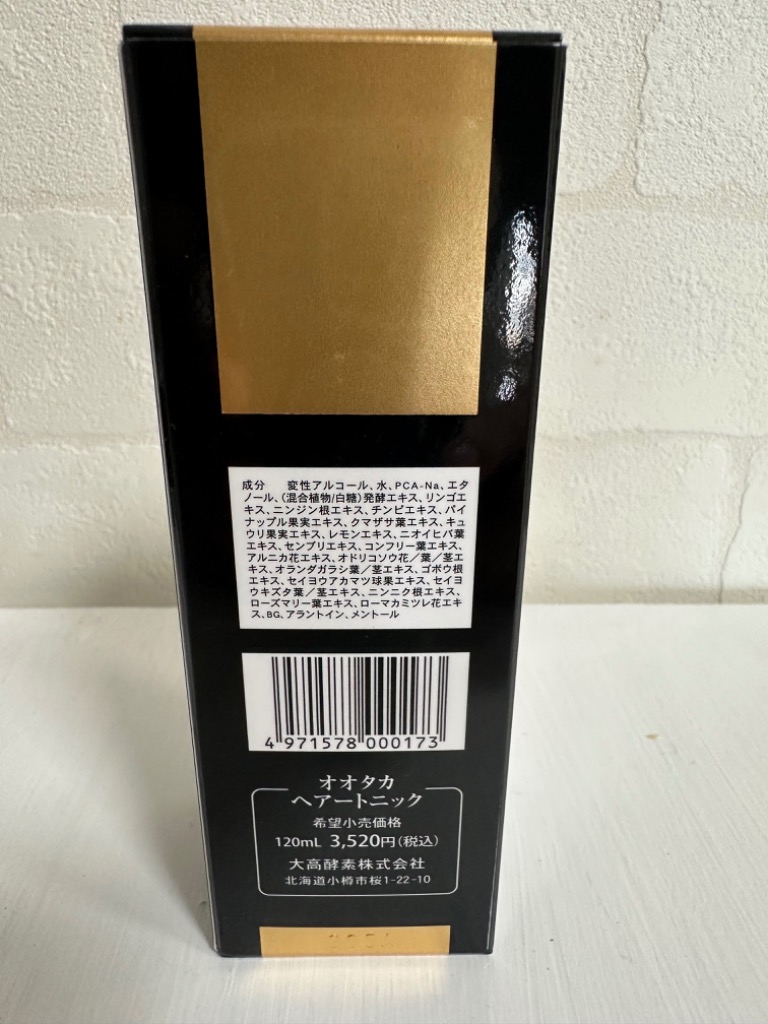 成分　変性アルコール、水、PCA-Na、エタ
ノール、(混合植物/白糖)発酵エキス、リンゴエ
キス、ニンジン根エキス、チンピエキス、パイ
ナップル果実エキス、クマザサ葉エキス、キュ
ウリ果実エキス、レモンエキス、ニオイヒバ葉
エキス、センブリエキス、コンフリー葉エキス、
アルニカ花エキス、オドリコソウ花／葉／茎エ
キス、オランダガラシ葉／茎エキス、ゴボウ根
エキス、セイヨウアカマツ球果エキス、セイヨ
ウキズタ葉／茎エキス、ニンニク根エキス、
ローズマリー葉エキス、ローマカミツレ花エキ
ス、BG、アラントイン、メントール
4 971578 000173
オオタカ
ヘアートニック
希望小売価格
120mL 3,520円(税込)
大高酵素株式会社
北海道小樽市桜1-22-10